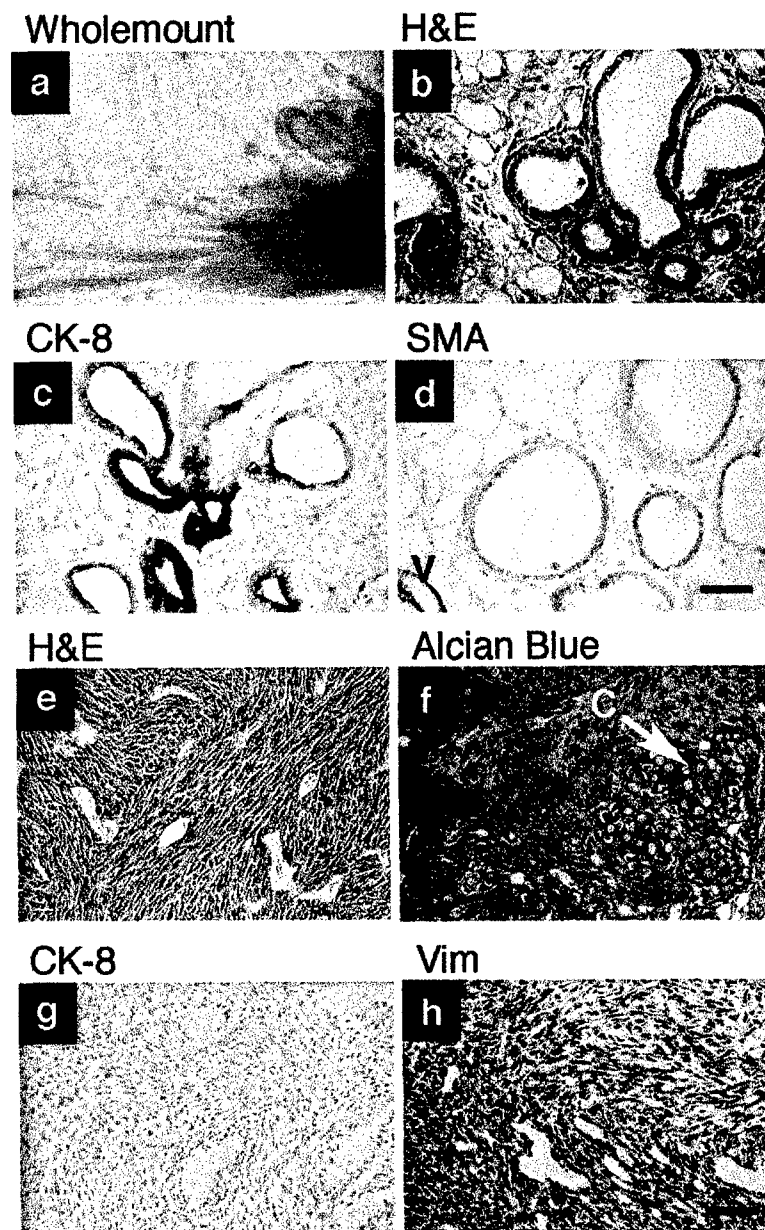 Wholemount H&E
a b
CK-8 SMA
c d
V
H&E Alcian Blue
e f
C
CK-8 Vim
g h